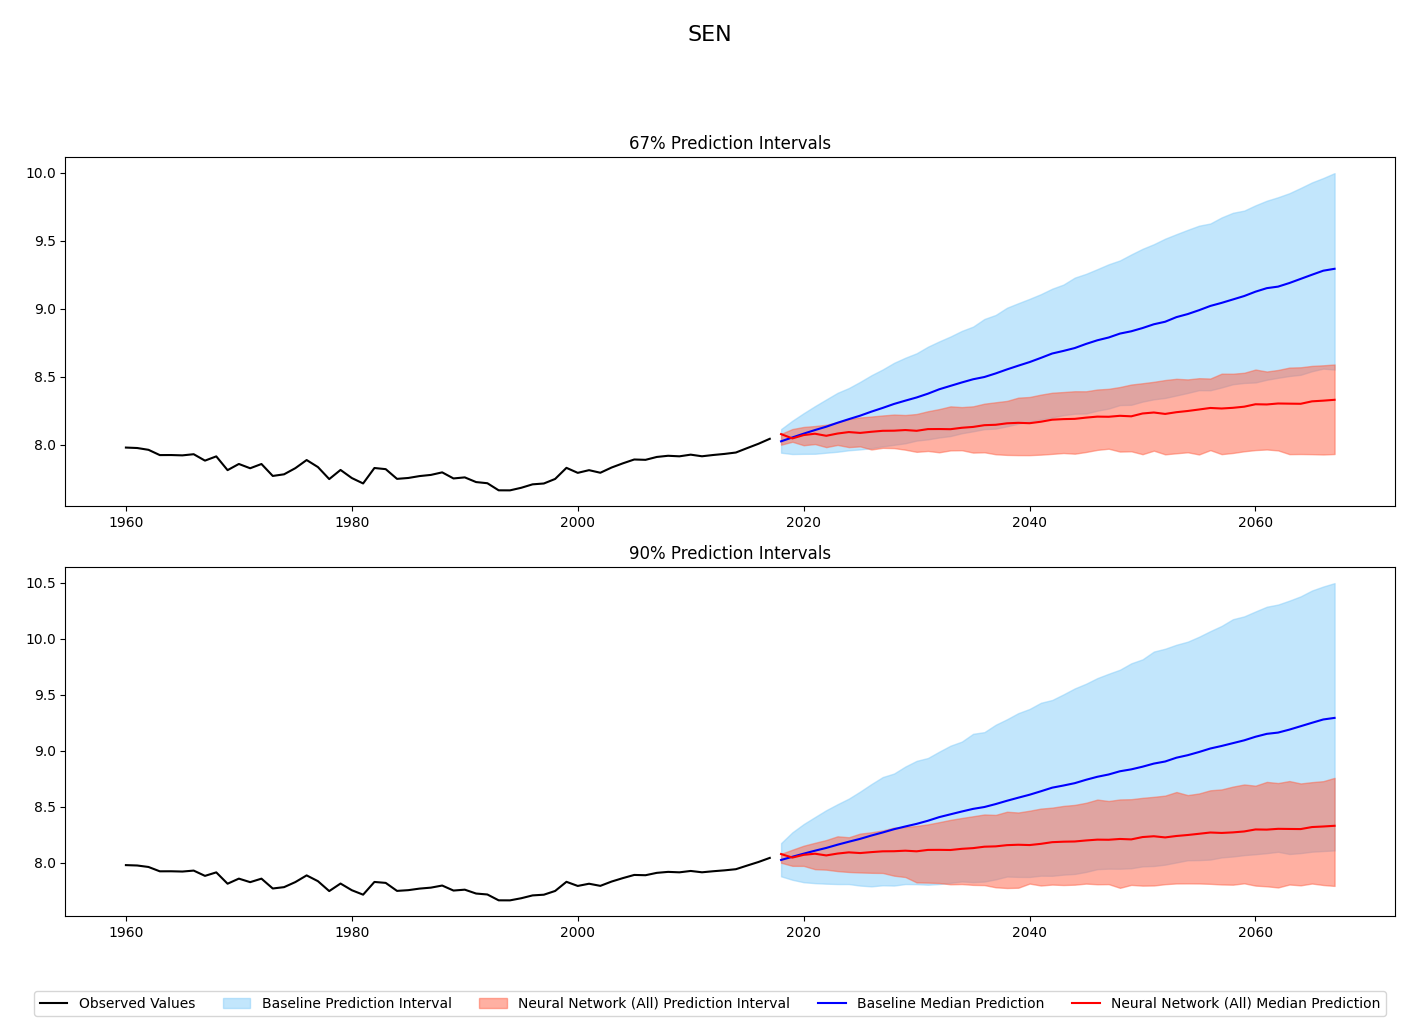 SEN
67% Prediction Intervals
10.0
9.5
9.0
8.5
8.0
1960 1980 2000 2020 2040 2060
90% Prediction Intervals
10.5
10.0
9.5
9.0
8.5
8.0
1960 1980 2000 2020 2040 2060
Observed Values Baseline Prediction Interval Neural Network (All) Prediction Interval Baseline Median Prediction Neural Network (All) Median Prediction